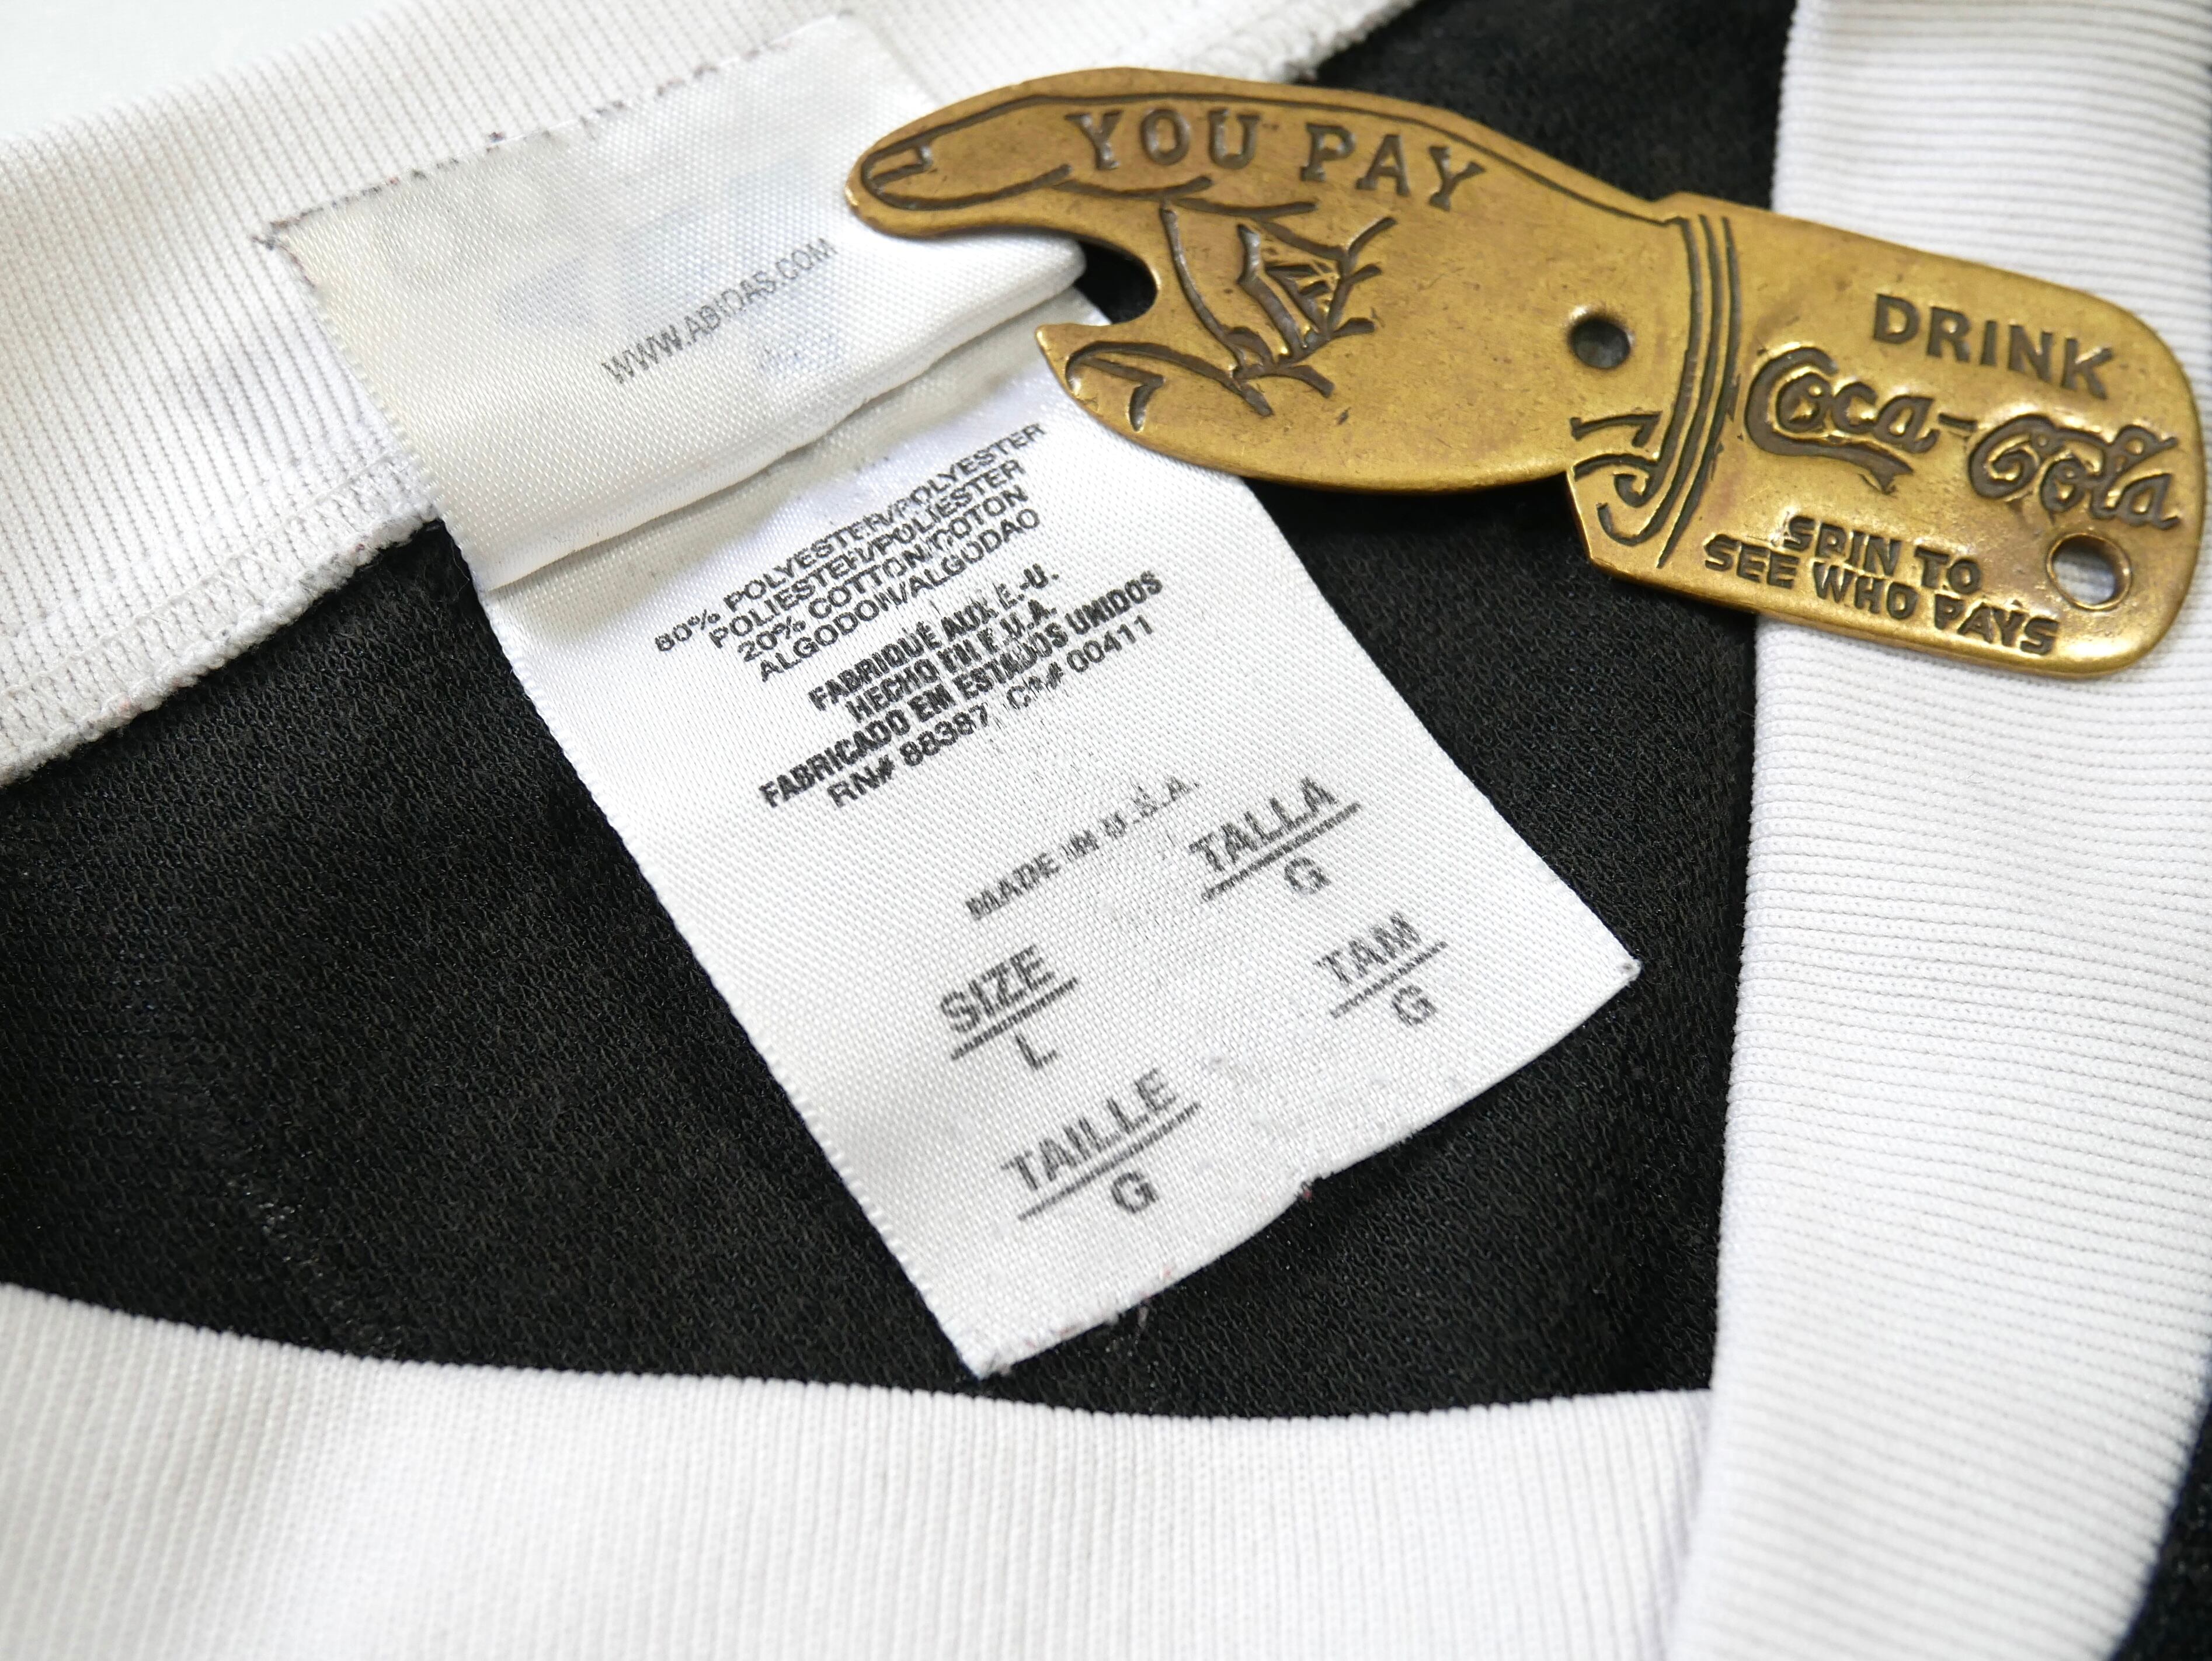 WWW.ADIDAS.COM
80% POLYESTER/POLYESTER
POLIESTER/POLIESTER
20% COTTON/COTON
ALGODON/ALGODAO
FABRIQUÉ AUX E.-U.
HECHO EN E.U.A.
FABRICADO EN ESTADOS UNIDOS
RN# 88387, CA# 00411
MADE IN U.S.A.
TALLA
G
SIZE
L
TAM
G
TAILLE
G
YOU PAY
DRINK
Coca-Cola
SPIN TO
SEE WHO PAYS